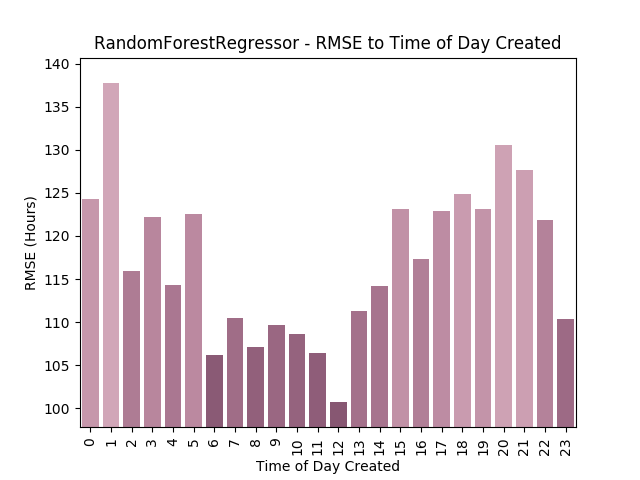 RandomForestRegressor - RMSE to Time of Day Created
140
135
130
125
120
115
110
105
100
RMSE (Hours)
0 1 2 3 4 5 6 7 8 9 10 11 12 13 14 15 16 17 18 19 20 21 22 23
Time of Day Created